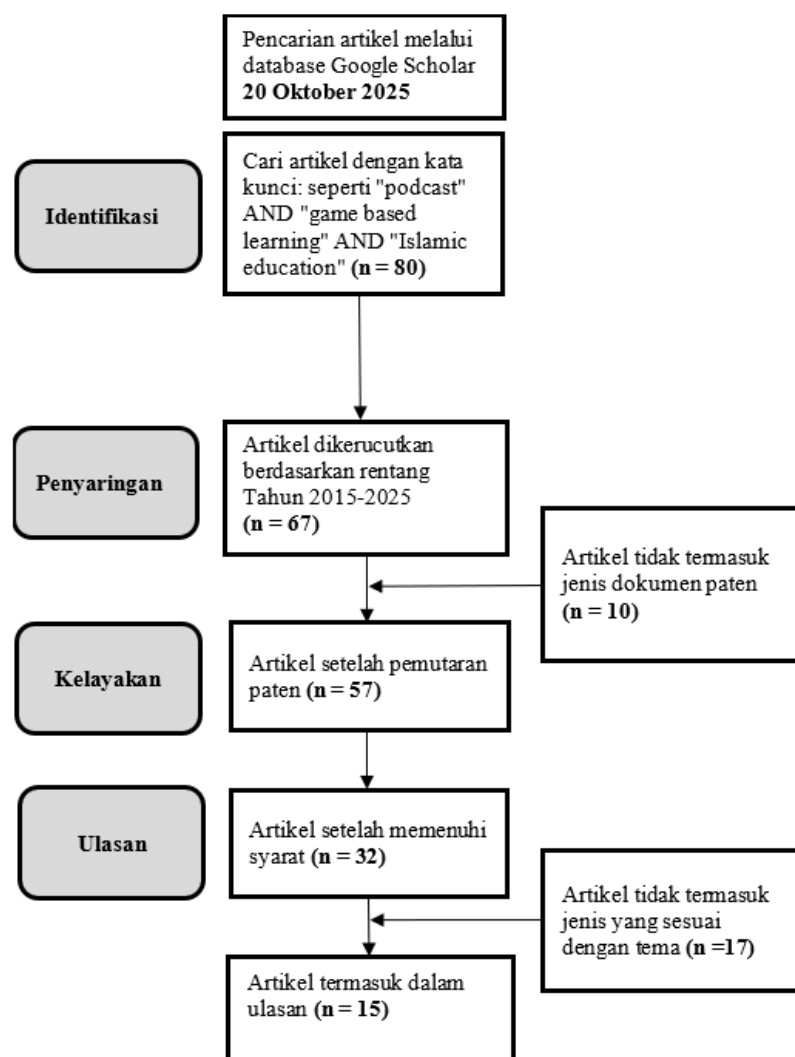 Pencarian artikel melalui
database Google Scholar
20 Oktober 2025
Identifikasi
Cari artikel dengan kata
kunci: seperti "podcast"
AND "game based
learning" AND "Islamic
education" (n = 80)
Penyaringan
Artikel dikerucutkan
berdasarkan rentang
Tahun 2015-2025
(n = 67)
Artikel tidak termasuk
jenis dokumen paten
(n = 10)
Kelayakan
Artikel setelah pemutaran
paten (n = 57)
Ulasan
Artikel setelah memenuhi
syarat (n = 32)
Artikel tidak termasuk
jenis yang sesuai
dengan tema (n =17)
Artikel termasuk dalam
ulasan (n = 15)